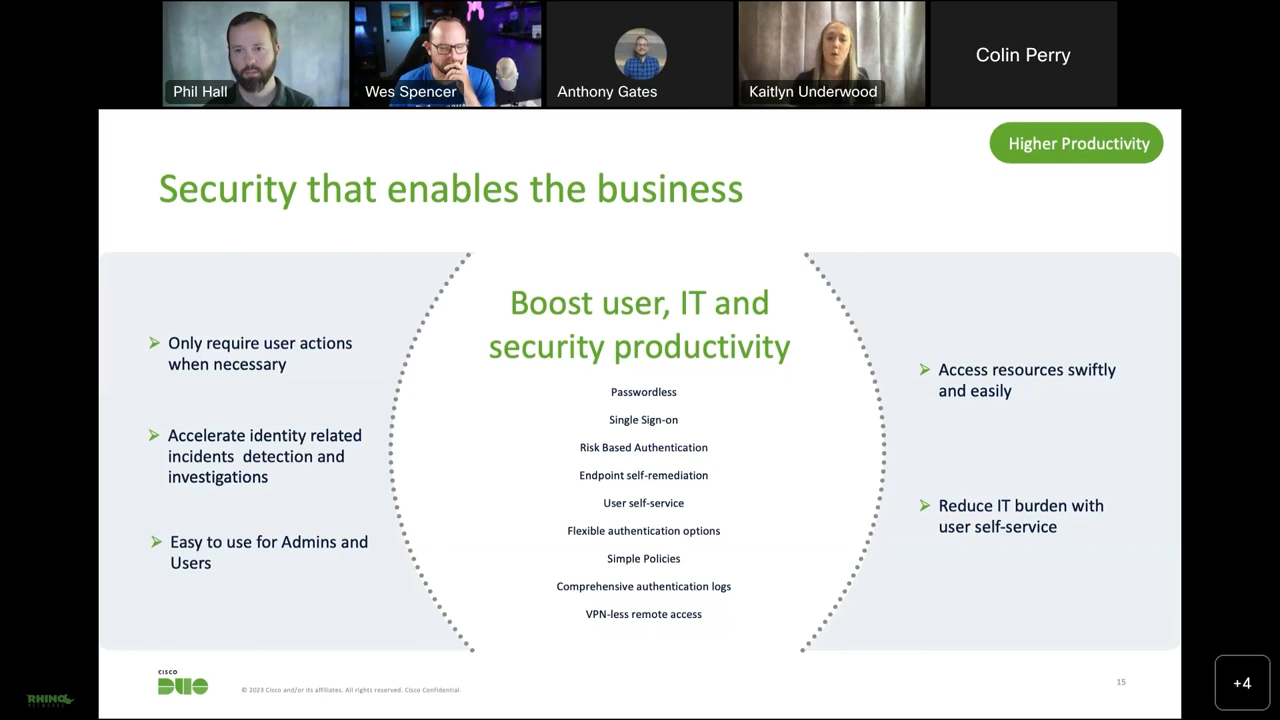 Phil Hall
Wes Spencer
Anthony Gates
Kaitlyn Underwood
Colin Perry
Higher Productivity
Security that enables the business
Only require user actions
when necessary
Accelerate identity related
incidents  detection and
investigations
Easy to use for Admins and
Users
Boost user, IT and
security productivity
Passwordless
Single Sign-on
Risk Based Authentication
Endpoint self-remediation
User self-service
Flexible authentication options
Simple Policies
Comprehensive authentication logs
VPN-less remote access
Access resources swiftly
and easily
Reduce IT burden with
user self-service
CISCO
DUO
© 2023 Cisco and/or its affiliates. All rights reserved. Cisco Confidential.
15
+4
RHINO
NETWORKS